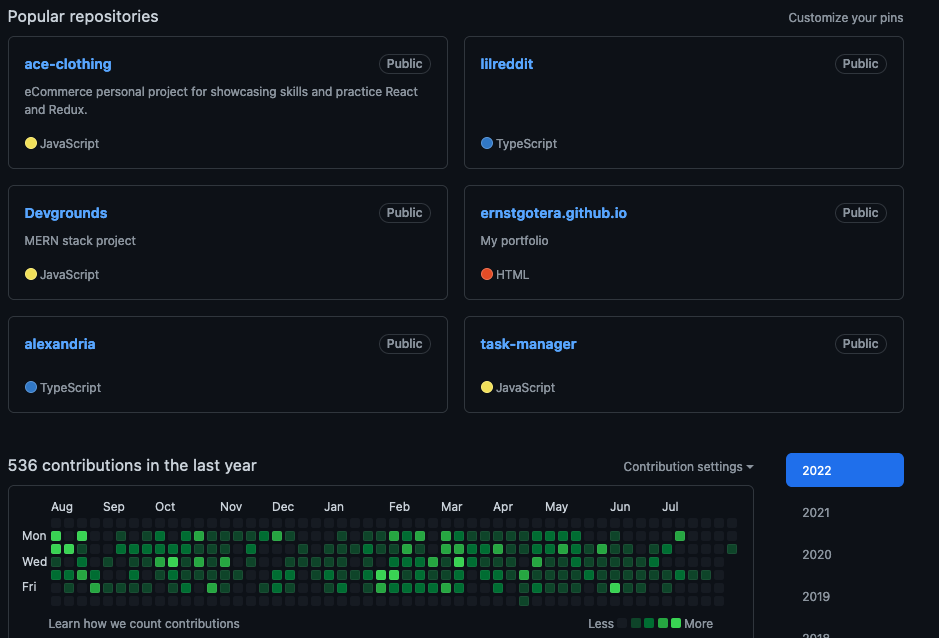 Popular repositories
Customize your pins
ace-clothing
Public
eCommerce personal project for showcasing skills and practice React
and Redux.
JavaScript
lilreddit
Public
TypeScript
Devgrounds
Public
MERN stack project
JavaScript
ernstgotera.github.io
Public
My portfolio
HTML
alexandria
Public
TypeScript
task-manager
Public
JavaScript
536 contributions in the last year
Contribution settings
2022
2021
2020
2019
2018
Aug Sep Oct Nov Dec Jan Feb Mar Apr May Jun Jul
Mon
Wed
Fri
Learn how we count contributions
Less More